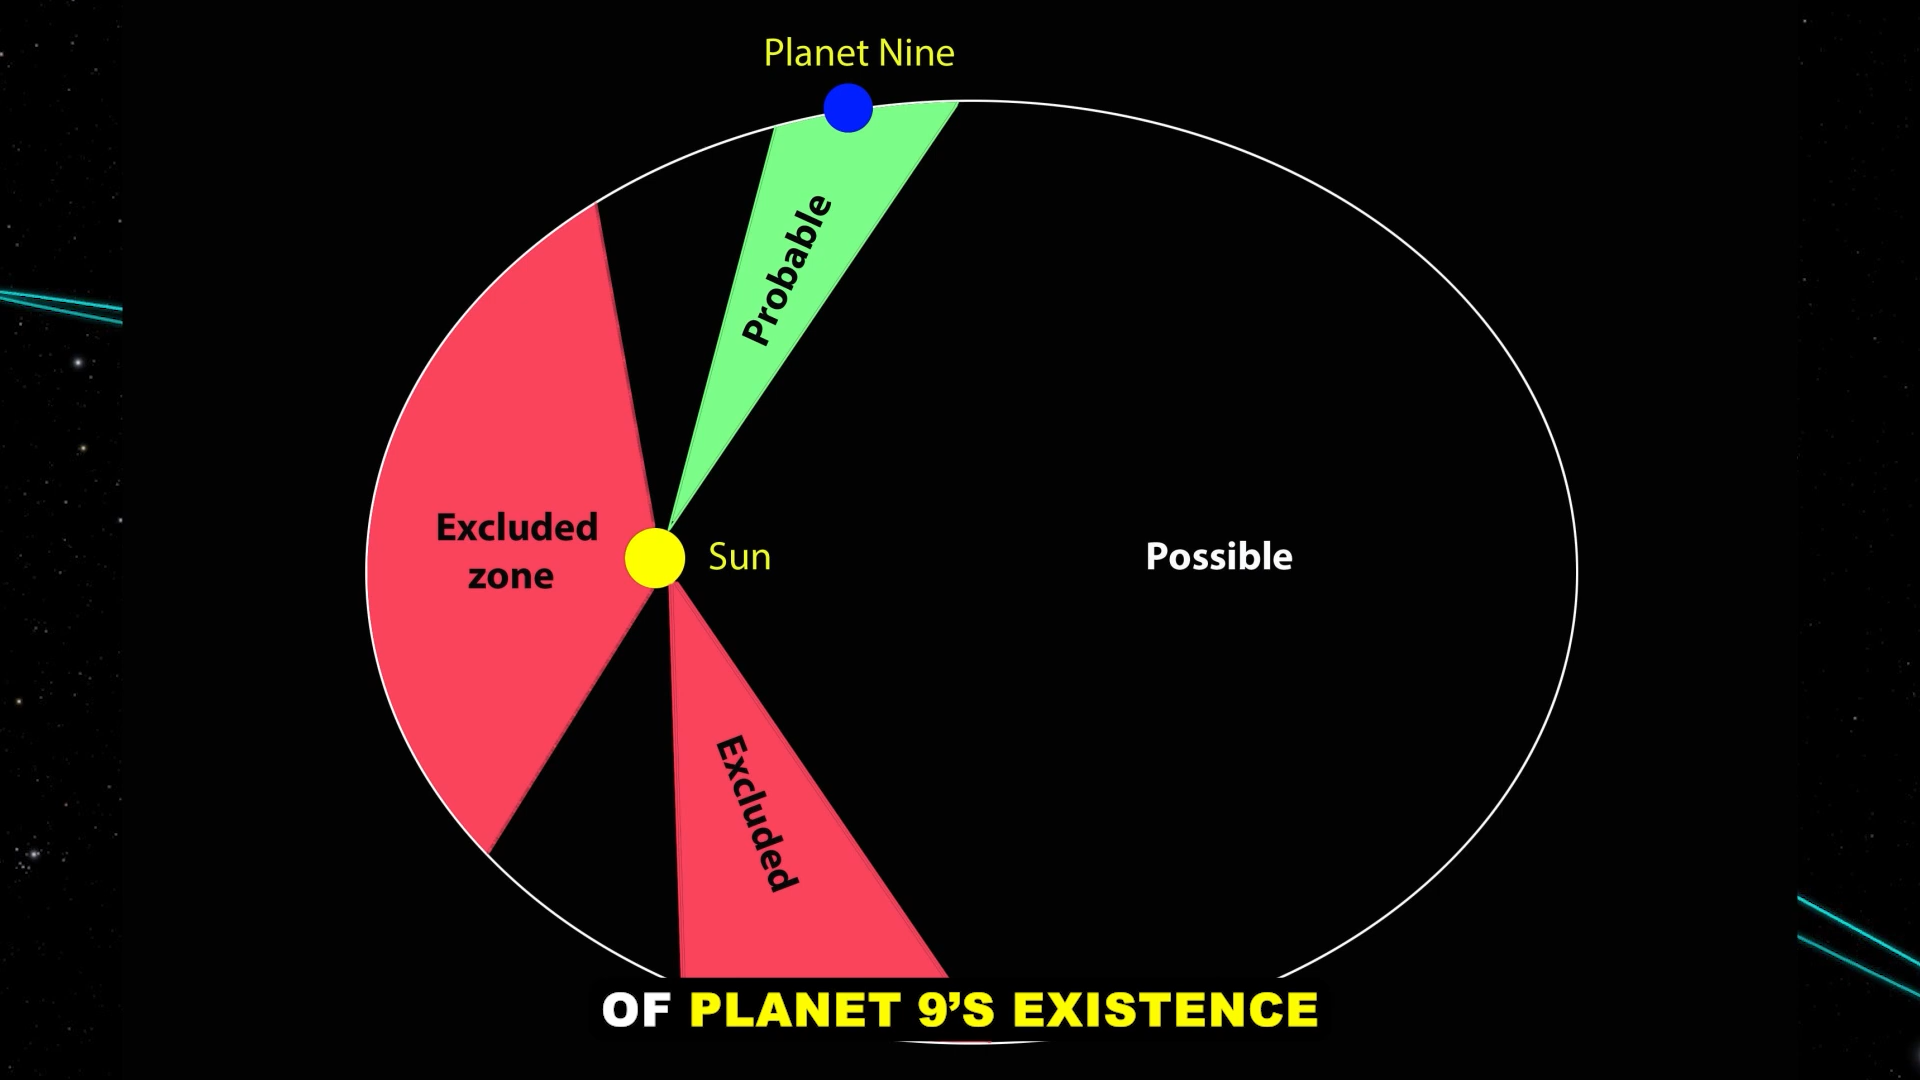 Planet Nine
Probable
Excluded
zone
Sun
Possible
Excluded
OF PLANET 9'S EXISTENCE